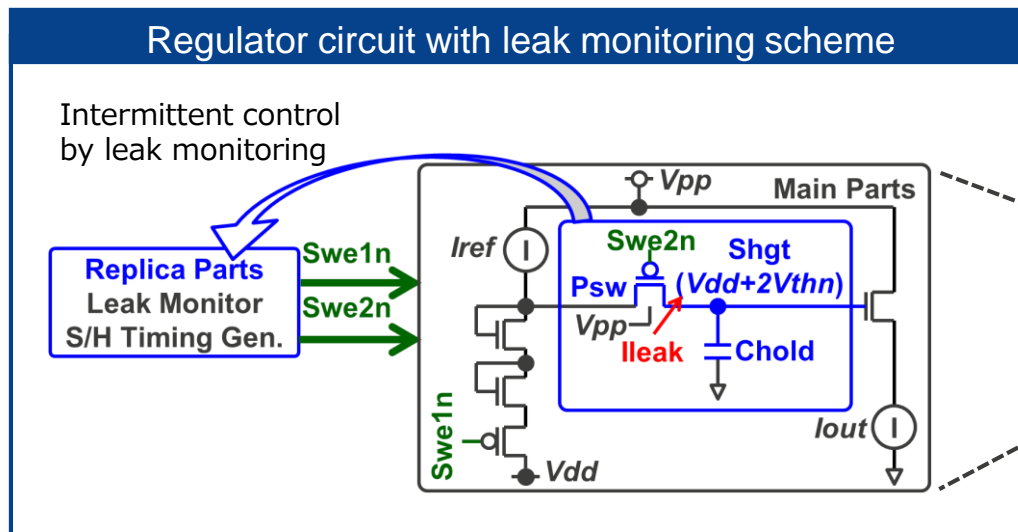 Regulator circuit with leak monitoring scheme
Intermittent control
by leak monitoring
Vpp
Main Parts
Iref
I
Swe2n
Shgt
Swe1n
Replica Parts
Psw
(Vdd+2Vthn)
Leak Monitor
Swe2n
S/H Timing Gen.
Vpp
Ileak
Chold
Swe1n
Iout
I
Vdd